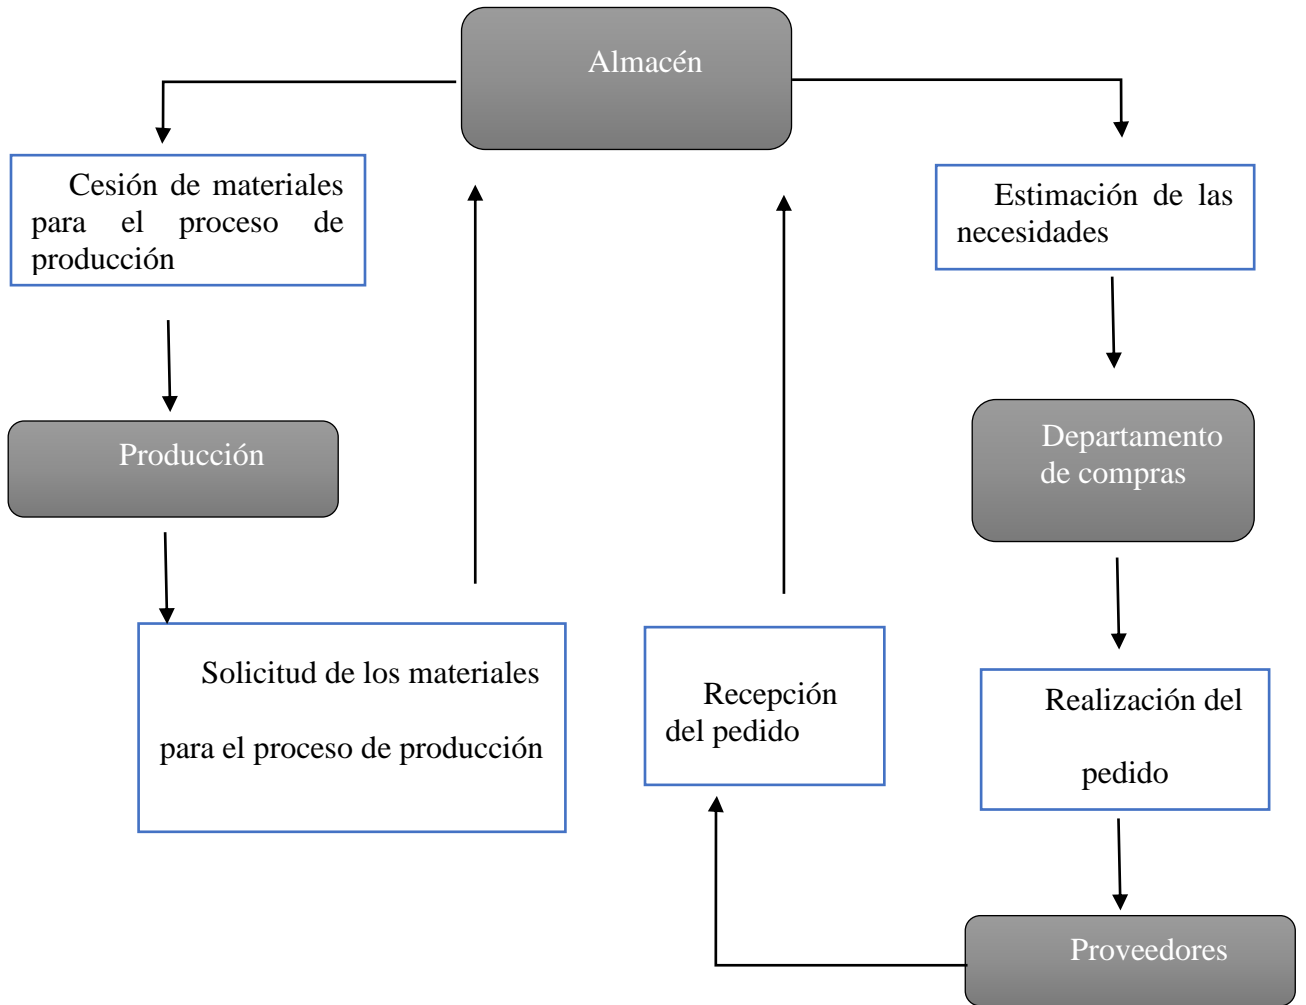 Almacén
Cesión de materiales
para el proceso de
producción
Estimación de las
necesidades
Producción
Departamento
de compras
Solicitud de los materiales
para el proceso de producción
Recepción
del pedido
Realización del
pedido
Proveedores